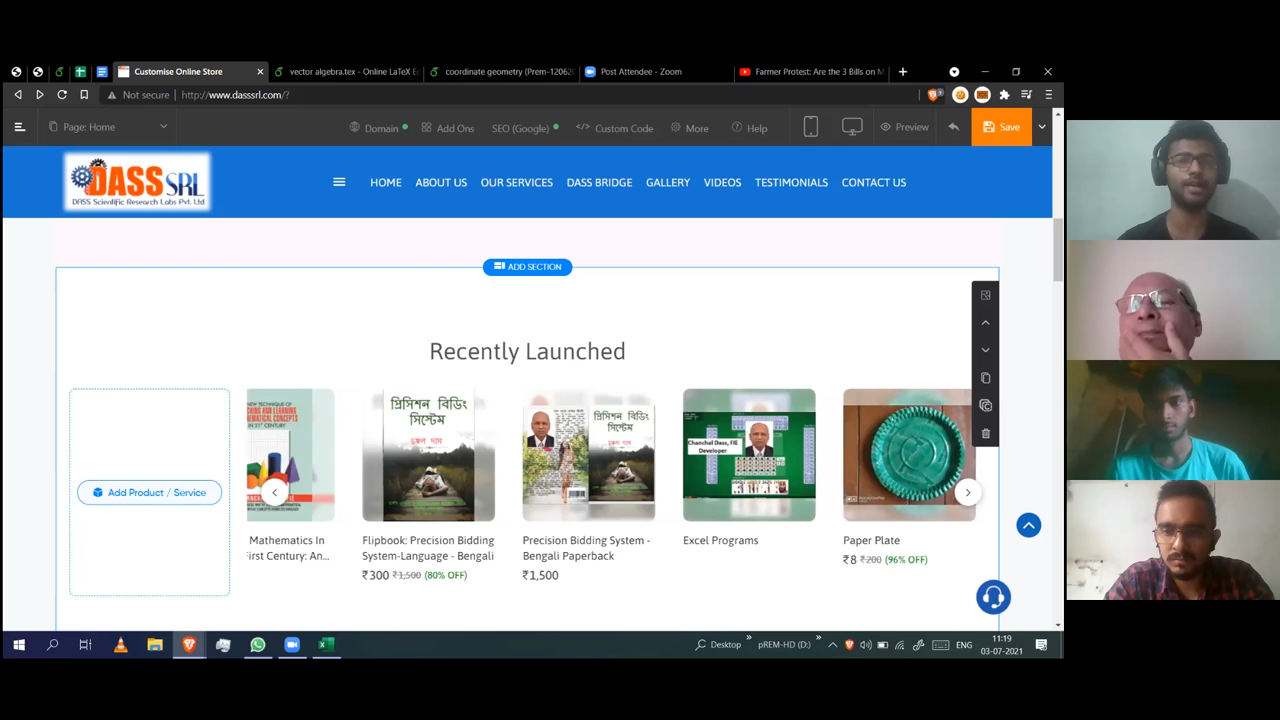 Customise Online Store
vector algebra.tex - Online LaTeX E
coordinate geometry (Prem-12062
Post Attendee - Zoom
Farmer Protest: Are the 3 Bills on M
Not secure
http://www.dasssrl.com/?
Page: Home
Domain
Add Ons
SEO (Google)
</> Custom Code
More
Help
Preview
Save
DASS SRL
DASS Scientific Research Labs Pvt. Ltd
HOME
ABOUT US
OUR SERVICES
DASS BRIDGE
GALLERY
VIDEOS
TESTIMONIALS
CONTACT US
ADD SECTION
Recently Launched
Add Product / Service
প্রিসিশন বিডিং
সিস্টেম
প্রিসিশন বিডিং
সিস্টেম
Chanchal Dass, FIE
Developer
Mathematics In
First Century: An...
Flipbook: Precision Bidding
System-Language - Bengali
₹300 ₹1,500 (80% OFF)
Precision Bidding System -
Bengali Paperback
₹1,500
Excel Programs
Paper Plate
₹8 ₹200 (96% OFF)
Desktop
pREM-HD (D:)
ENG
11:19
03-07-2021